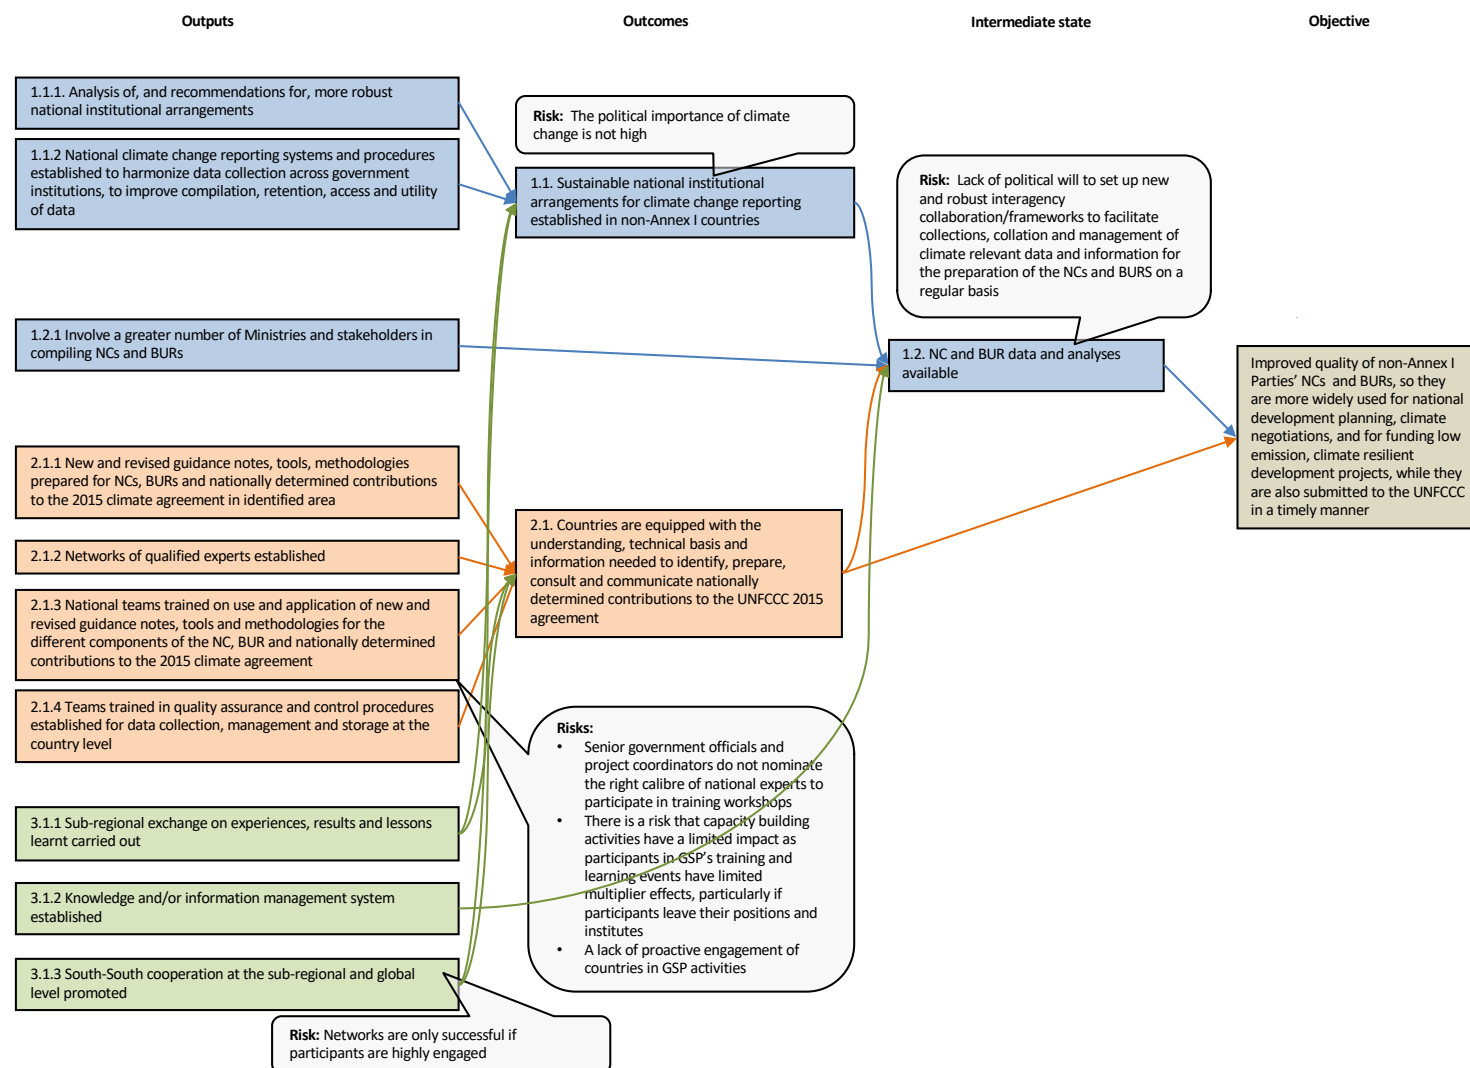 Outputs
Outcomes
Intermediate state
Objective
1.1.1. Analysis of, and recommendations for, more robust
national institutional arrangements
1.1.2 National climate change reporting systems and procedures
established to harmonize data collection across government
institutions, to improve compilation, retention, access and utility
of data
1.2.1 Involve a greater number of Ministries and stakeholders in
compiling NCs and BURs
2.1.1 New and revised guidance notes, tools, methodologies
prepared for NCs, BURs and nationally determined contributions
to the 2015 climate agreement in identified area
2.1.2 Networks of qualified experts established
2.1.3 National teams trained on use and application of new and
revised guidance notes, tools and methodologies for the
different components of the NC, BUR and nationally determined
contributions to the 2015 climate agreement
2.1.4 Teams trained in quality assurance and control procedures
established for data collection, management and storage at the
country level
3.1.1 Sub-regional exchange on experiences, results and lessons
learnt carried out
3.1.2 Knowledge and/or information management system
established
3.1.3 South-South cooperation at the sub-regional and global
level promoted
Risk: Networks are only successful if
participants are highly engaged
Risk: The political importance of climate
change is not high
1.1. Sustainable national institutional
arrangements for climate change reporting
established in non-Annex I countries
2.1. Countries are equipped with the
understanding, technical basis and
information needed to identify, prepare,
consult and communicate nationally
determined contributions to the UNFCCC 2015
agreement
Risks:
• Senior government officials and
project coordinators do not nominate
the right calibre of national experts to
participate in training workshops
• There is a risk that capacity building
activities have a limited impact as
participants in GSP's training and
learning events have limited
multiplier effects, particularly if
participants leave their positions and
institutes
• A lack of proactive engagement of
countries in GSP activities
Risk: Lack of political will to set up new
and robust interagency
collaboration/frameworks to facilitate
collections, collation and management of
climate relevant data and information for
the preparation of the NCs and BURS on a
regular basis
1.2. NC and BUR data and analyses
available
Improved quality of non-Annex I
Parties' NCs and BURs, so they
are more widely used for national
development planning, climate
negotiations, and for funding low
emission, climate resilient
development projects, while they
are also submitted to the UNFCCC
in a timely manner